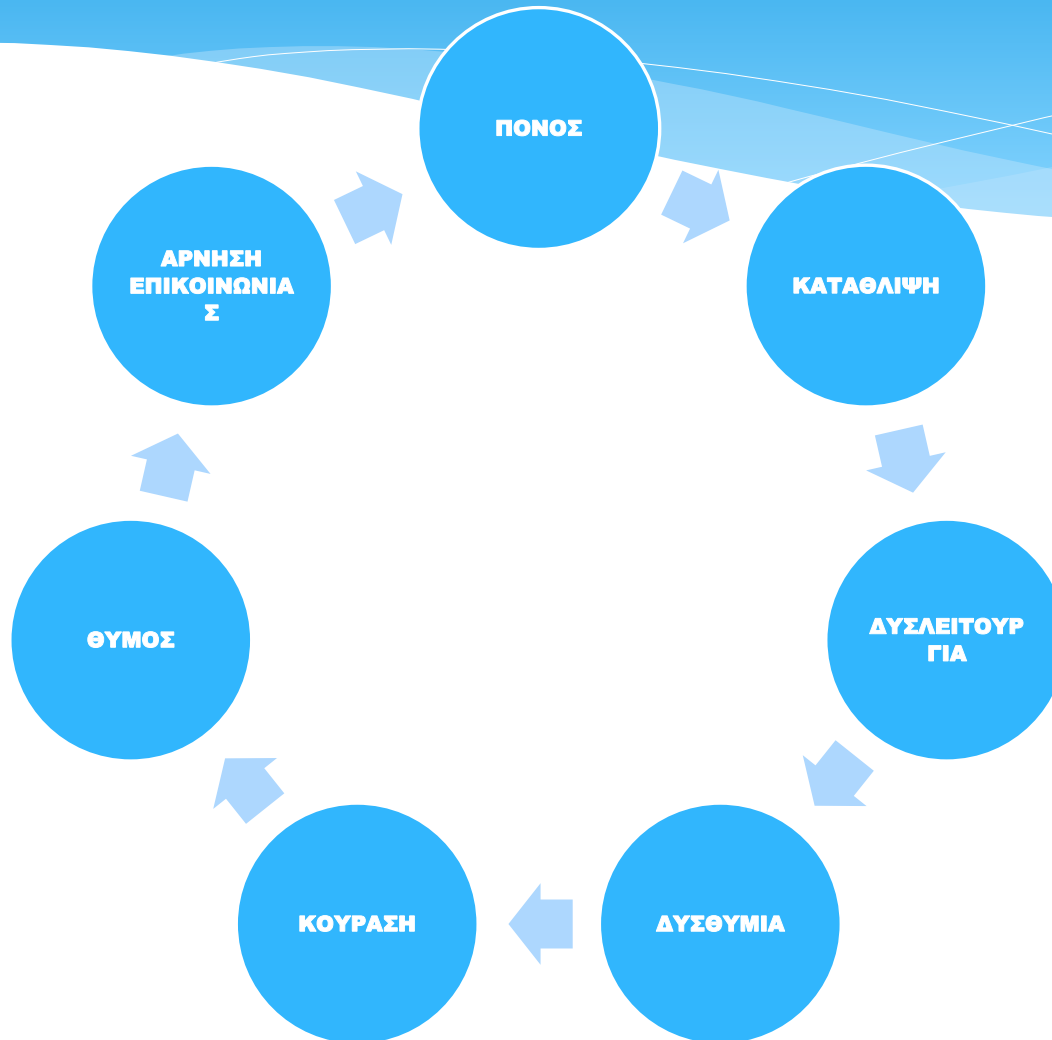 ΠΟΝΟΣ
ΚΑΤΑΘΛΙΨΗ
ΔΥΣΛΕΙΤΟΥΡ
ΓΙΑ
ΔΥΣΘΥΜΙΑ
ΚΟΥΡΑΣΗ
ΘΥΜΟΣ
ΑΡΝΗΣΗ
ΕΠΙΚΟΙΝΩΝΙΑ
Σ